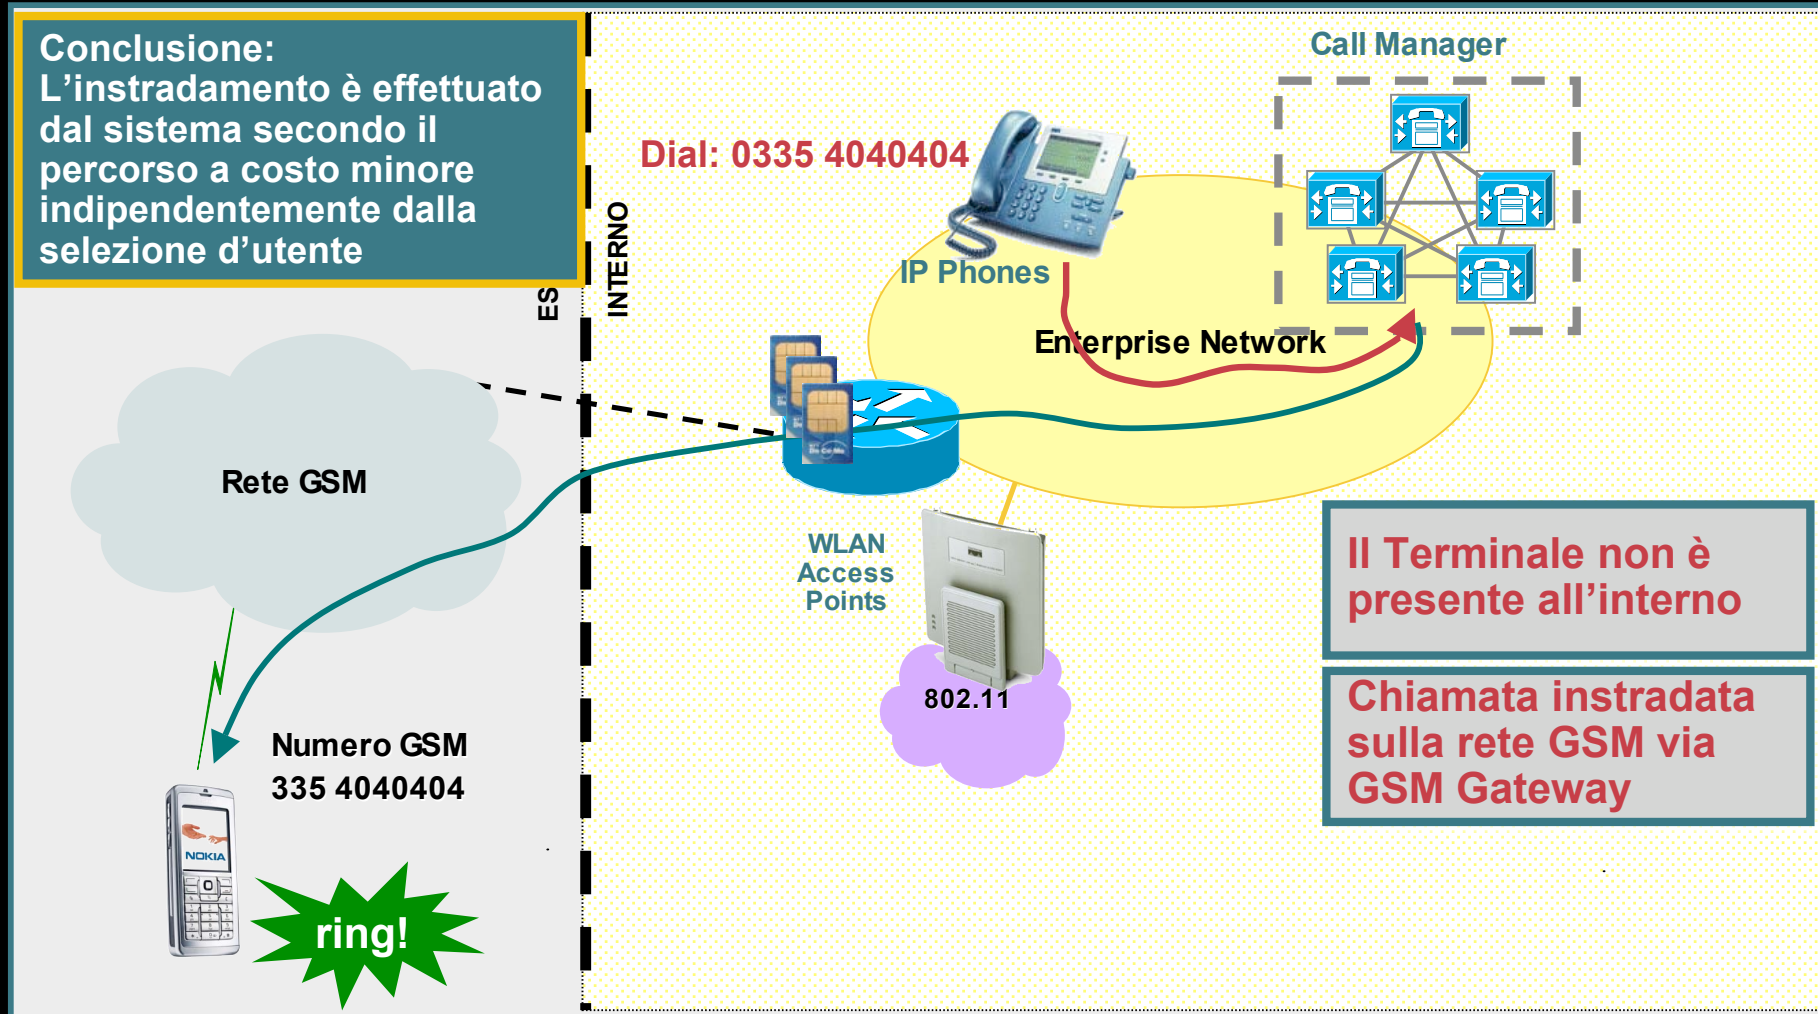 Conclusione:
L’instradamento è effettuato
dal sistema secondo il
percorso a costo minore
indipendentemente dalla
selezione d’utente
Call Manager
Dial: 0335 4040404
ES
INTERNO
IP Phones
Enterprise Network
Rete GSM
WLAN
Access
Points
802.11
Il Terminale non è
presente all’interno
Chiamata instradata
sulla rete GSM via
GSM Gateway
Numero GSM
335 4040404
NOKIA
ring!